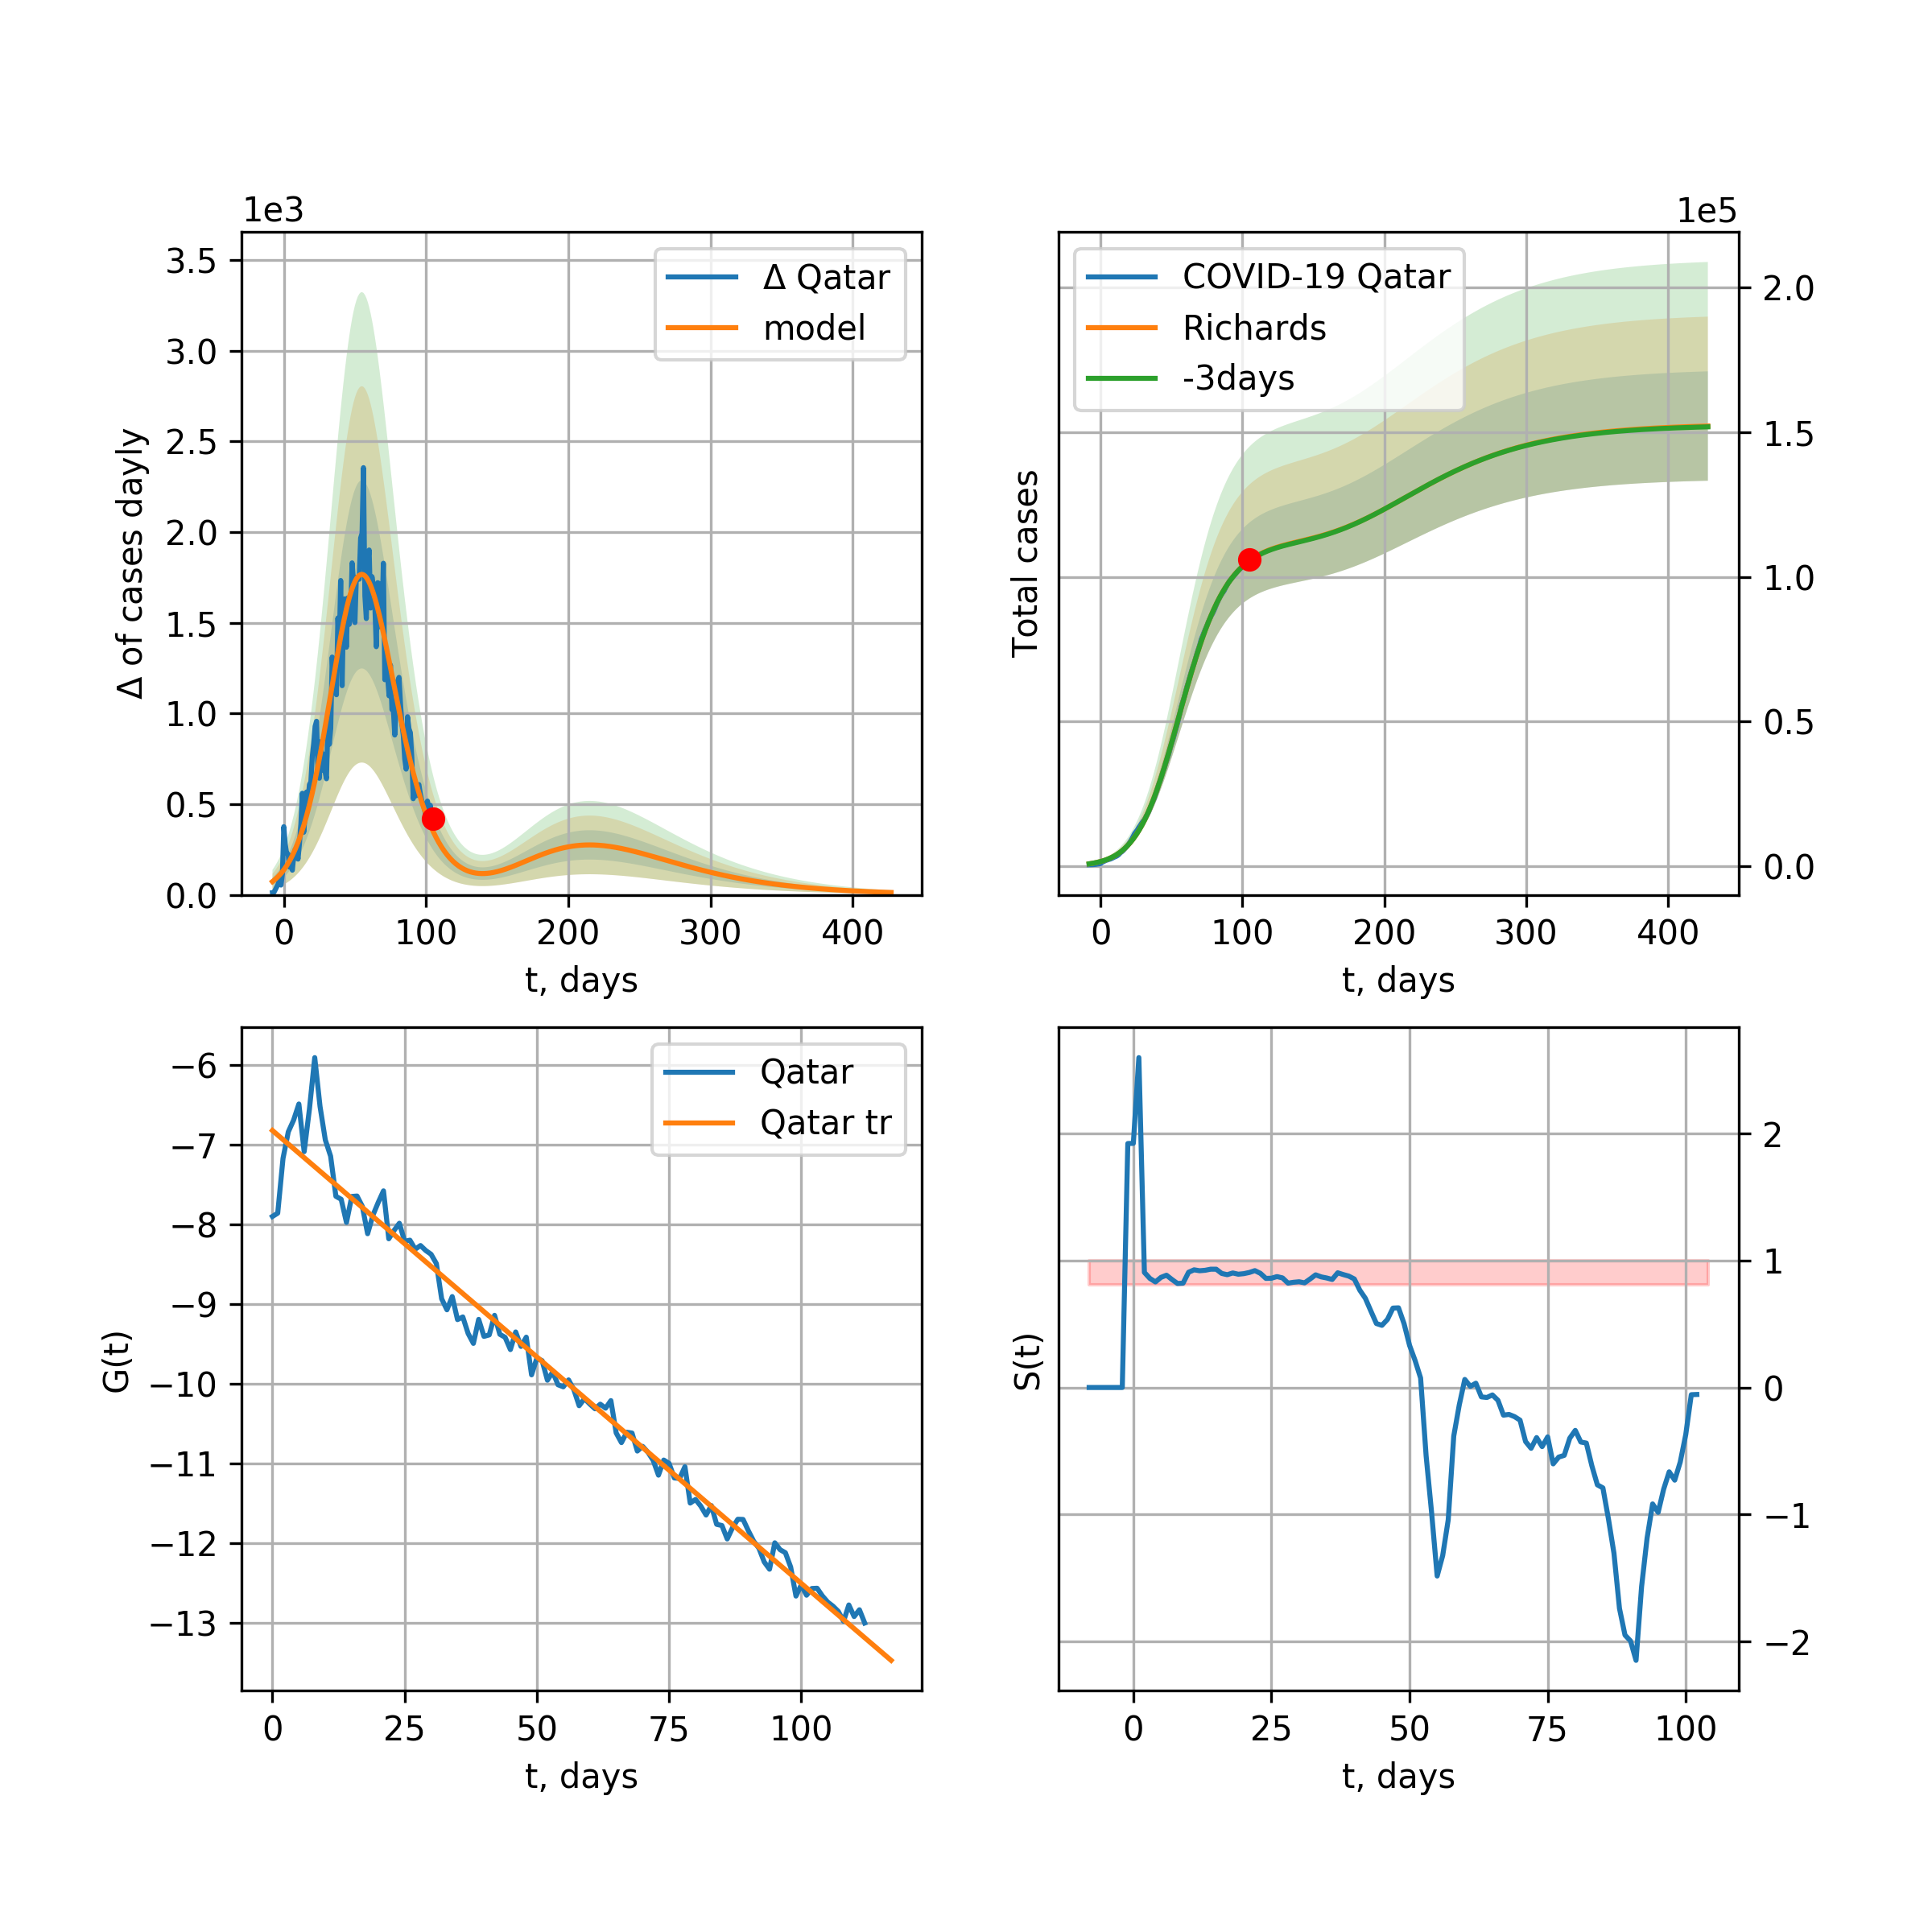 1e3
3.5
3.0
2.5
2.0
1.5
1.0
0.5
0.0
0 100 200 300 400
t, days
Δ of cases dayly
Δ Qatar
model
1e5
2.0
1.5
1.0
0.5
0.0
0 100 200 300 400
t, days
Total cases
COVID-19 Qatar
Richards
-3days
−6
−7
−8
−9
−10
−11
−12
−13
0 25 50 75 100
t, days
G(t)
Qatar
Qatar tr
2
1
0
−1
−2
0 25 50 75 100
t, days
S(t)